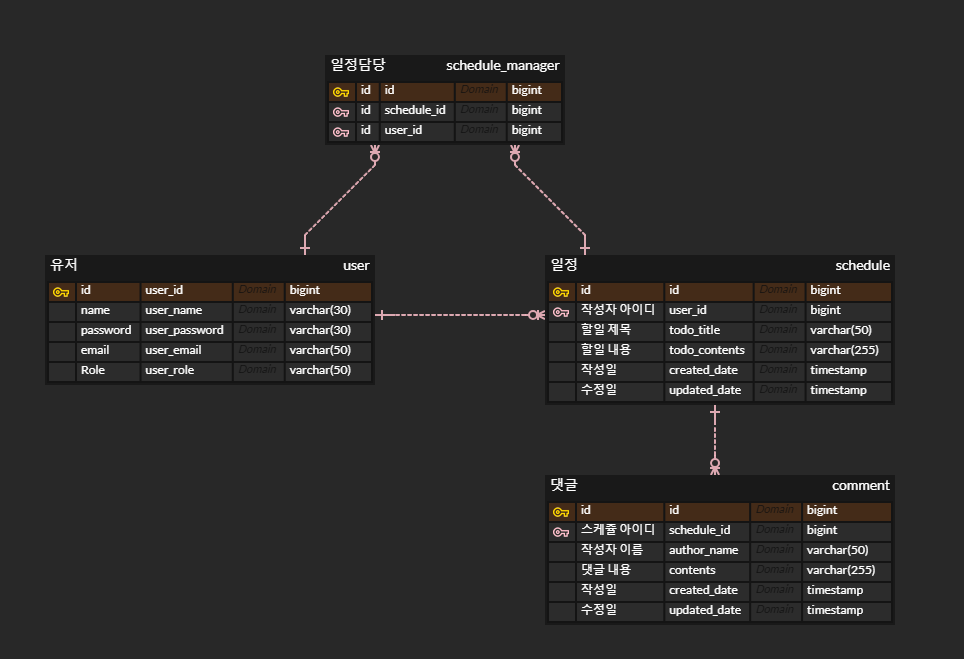 일정담당 schedule_manager
id id Domain bigint
id schedule_id Domain bigint
id user_id Domain bigint
유저 user
id user_id Domain bigint
name user_name Domain varchar(30)
password user_password Domain varchar(30)
email user_email Domain varchar(50)
Role user_role Domain varchar(50)
일정 schedule
id id Domain bigint
작성자 아이디 user_id Domain bigint
할일 제목 todo_title Domain varchar(50)
할일 내용 todo_contents Domain varchar(255)
작성일 created_date Domain timestamp
수정일 updated_date Domain timestamp
댓글 comment
id id Domain bigint
스케쥴 아이디 schedule_id Domain bigint
작성자 이름 author_name Domain varchar(50)
댓글 내용 contents Domain varchar(255)
작성일 created_date Domain timestamp
수정일 updated_date Domain timestamp